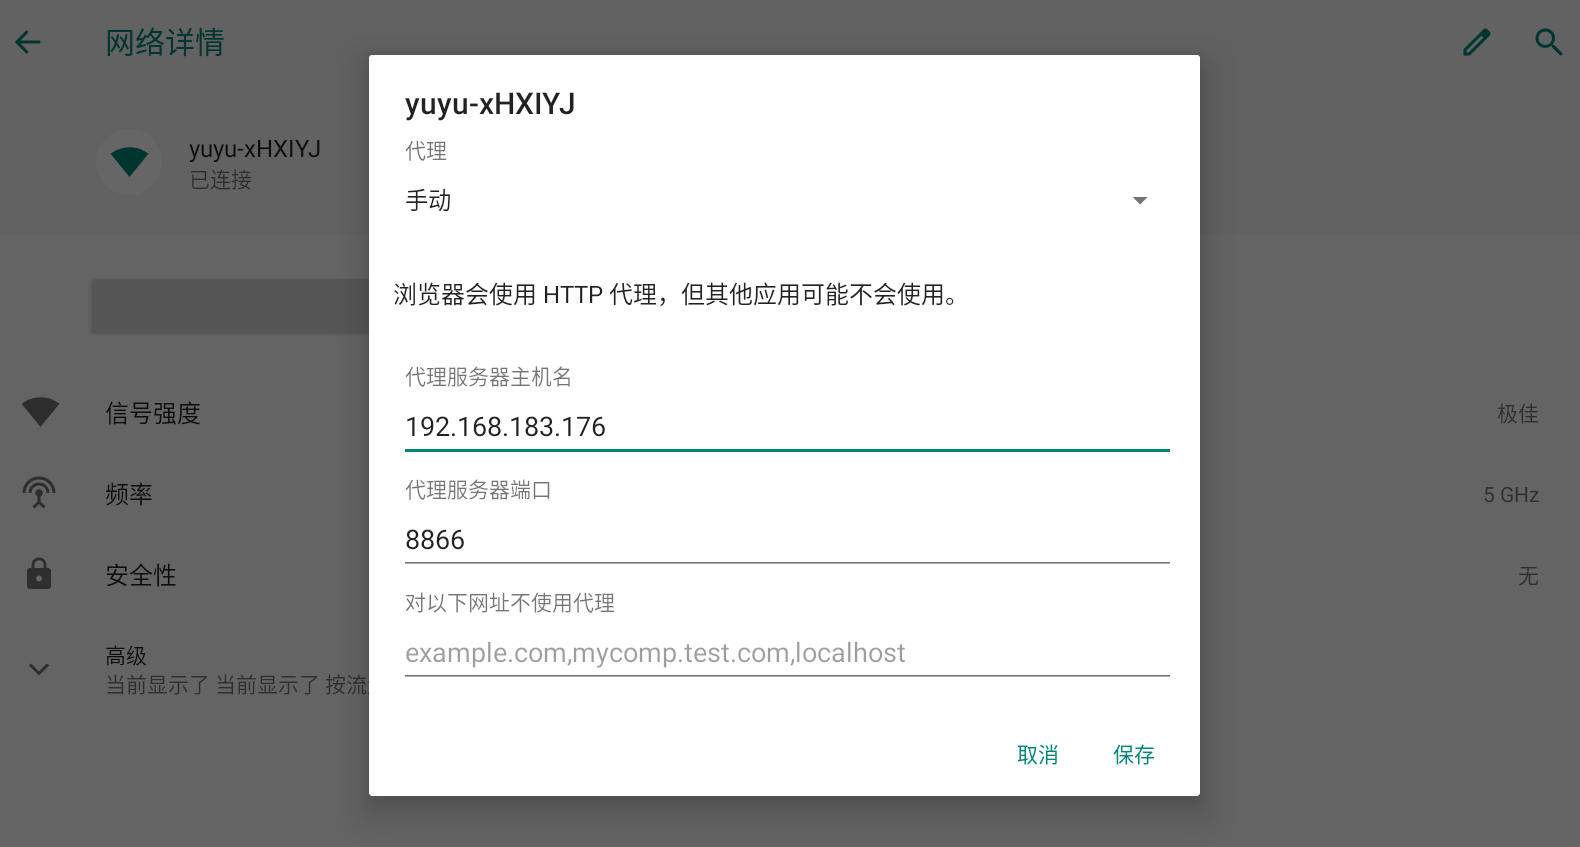 网络详情
yuyu-xHXIYJ
已连接
信号强度
极佳
频率
5 GHz
安全性
无
高级
当前显示了 当前显示了 按流
yuyu-xHXIYJ
代理
手动
浏览器会使用 HTTP 代理，但其他应用可能不会使用。
代理服务器主机名
192.168.183.176
代理服务器端口
8866
对以下网址不使用代理
example.com,mycomp.test.com,localhost
取消
保存